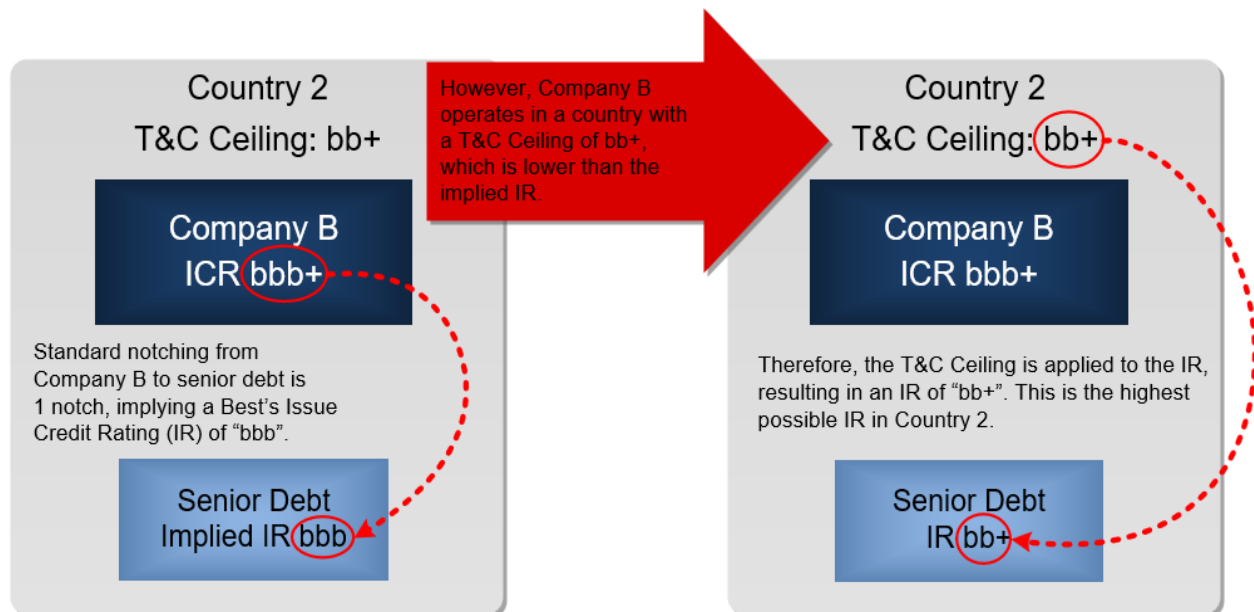 Country 2
T&C Ceiling: bb+
Company B
ICR bbb+
Standard notching from
Company B to senior debt is
1 notch, implying a Best’s Issue
Credit Rating (IR) of “bbb”.
Senior Debt
Implied IR bbb
However, Company B
operates in a country with
a T&C Ceiling of bb+,
which is lower than the
implied IR.
Country 2
T&C Ceiling: bb+
Company B
ICR bbb+
Therefore, the T&C Ceiling is applied to the IR,
resulting in an IR of “bb+”. This is the highest
possible IR in Country 2.
Senior Debt
IR bb+